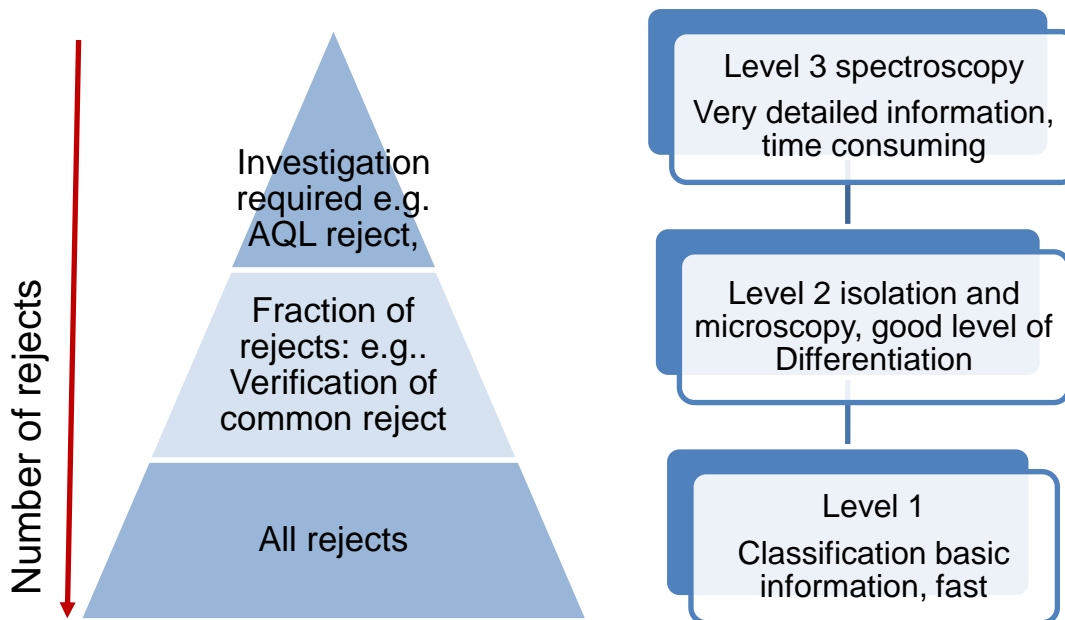 Number of rejects
Investigation
required e.g.
AQL reject,
Fraction of
rejects: e.g..
Verification of
common reject
All rejects
Level 3 spectroscopy
Very detailed information,
time consuming
Level 2 isolation and
microscopy, good level of
Differentiation
Level 1
Classification basic
information, fast